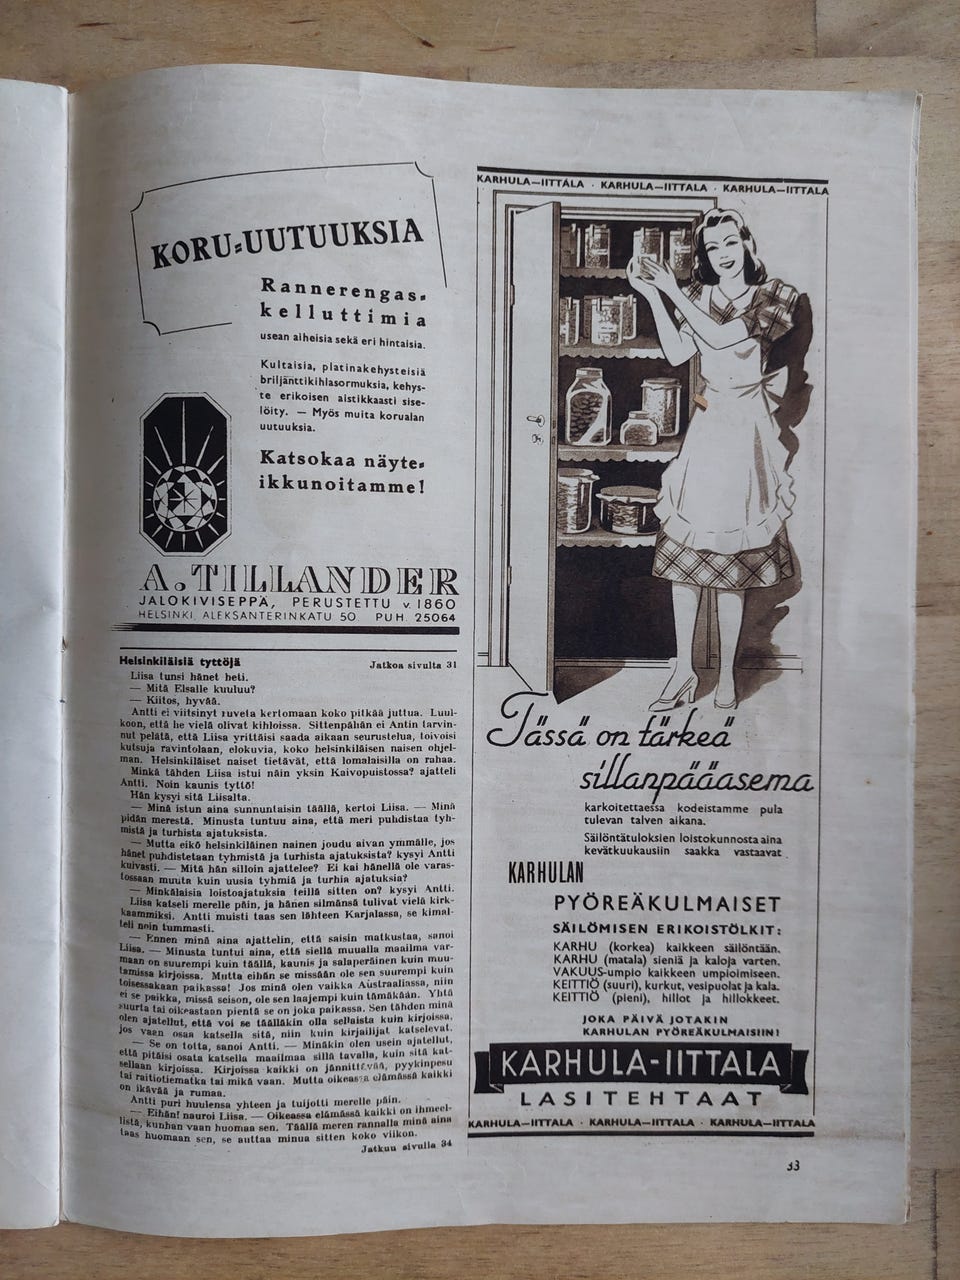 KORU-UUTUUKSIA
Rannerengas-
kelluttimia
usean aiheisia sekä eri hintaisia.
Kultaisia, platinakehysteisiä
briljänttikihlasormuksia, kehys-
te erikoisen aistikkaasti sise-
löity. — Myös muita korualan
uutuuksia.
Katsokaa näyte-
ikkunoitamme!
A. TILLANDER
JALOKIVISEPPÄ, PERUSTETTU v. 1860
HELSINKI, ALEKSANTERINKATU 50 PUH. 25064
Helsinkiläisiä tyttöjä
Jatkoa sivulta 31
Liisa tunsi hänet heti.
— Mitä Elsalle kuuluu?
— Kiitos, hyvää.
Antti ei viitsinyt ruveta kertomaan koko pitkää juttua. Luul-
koon, että he vielä olivat kihloissa. Sittenpähän ei Antin tarvin-
nut pelätä, että Liisa yrittäisi saada aikaan seurustelua, toivoisi
kutsuja ravintolaan, elokuvia, koko helsinkiläisen naisen ohjel-
man. Helsinkiläiset naiset tietävät, että lomalaisilla on rahaa.
Minkä tähden Liisa istui näin yksin Kaivopuistossa? ajatteli
Antti. Noin kaunis tyttö!
Hän kysyi sitä Liisalta.
— Minä istun aina sunnuntaisin täällä, kertoi Liisa. — Minä
pidän merestä. Minusta tuntuu aina, että meri puhdistaa tyh-
mistä ja turhista ajatuksista.
— Mutta eikö helsinkiläinen nainen joudu aivan ymmälle, jos
hänet puhdistetaan tyhmistä ja turhista ajatuksista? kysyi Antti
kuivasti. — Mitä hän silloin ajattelee? Ei kai hänellä ole varas-
tossaan muuta kuin uusia tyhmiä ja turhia ajatuksia?
— Minkälaisia loistoajatuksia teillä sitten on? kysyi Antti.
Liisa katseli merelle päin, ja hänen silmänsä tulivat vielä kirk-
kaammiksi. Antti muisti taas sen lähteen Karjalassa, se kimal-
teli noin tummasti.
— Ennen minä aina ajattelin, että saisin matkustaa, sanoi
Liisa. — Minusta tuntui aina, että siellä muualla maailma var-
maan on suurempi kuin täällä, kaunis ja salaperäinen kuin muu-
tamissa kirjoissa. Mutta eihän se missään ole sen suurempi kuin
toisessakaan paikassa! Jos minä olen vaikka Austraaliassa, niin
ei se paikka, missä seison, ole sen laajempi kuin tämäkään. Yhtä
suurta tai oikeastaan pientä se on joka paikassa. Sen tähden minä
olen ajatellut, että voi se täälläkin olla sellaista kuin kirjoissa,
jos vaan osaa katsella sitä, niin kuin kirjailijat katselevat.
— Se on totta, sanoi Antti. — Minäkin olen usein ajatellut,
että pitäisi osata katsella maailmaa sillä tavalla, kuin sitä kat-
sellaan kirjoissa. Kirjoissa kaikki on jännittävää, pyykinpesu
tai raitiotiematka tai mikä vaan. Mutta oikeassa elämässä kaikki
on ikävää ja rumaa.
Antti puri huulensa yhteen ja tuijotti merelle päin.
— Eihän! nauroi Liisa. — Oikeassa elämässä kaikki on ihmeel-
listä, kunhan vaan huomaa sen. Täällä meren rannalla minä aina
taas huomaan sen, se auttaa minua sitten koko viikon.
Jatkuu sivulla 34
KARHULA—IITTALA · KARHULA—IITTALA · KARHULA—IITTALA
Tässä on tärkeä
sillanpääasema
karkoitettaessa kodeistamme pula
tulevan talven aikana.
Säilöntätuloksien loistokunnosta aina
kevätkuukausiin saakka vastaavat
KARHULAN
PYÖREÄKULMAISET
SÄILÖMISEN ERIKOISTÖLKIT:
KARHU (korkea) kaikkeen säilöntään.
KARHU (matala) sieniä ja kaloja varten.
VAKUUS-umpio kaikkeen umpioimiseen.
KEITTIÖ (suuri), kurkut, vesipuolat ja kala.
KEITTIÖ (pieni), hillot ja hillokkeet.
JOKA PÄIVÄ JOTAKIN
KARHULAN PYÖREÄKULMAISIIN!
KARHULA-IITTALA
LASITEHTAAT
KARHULA—IITTALA · KARHULA—IITTALA · KARHULA—IITTALA
33